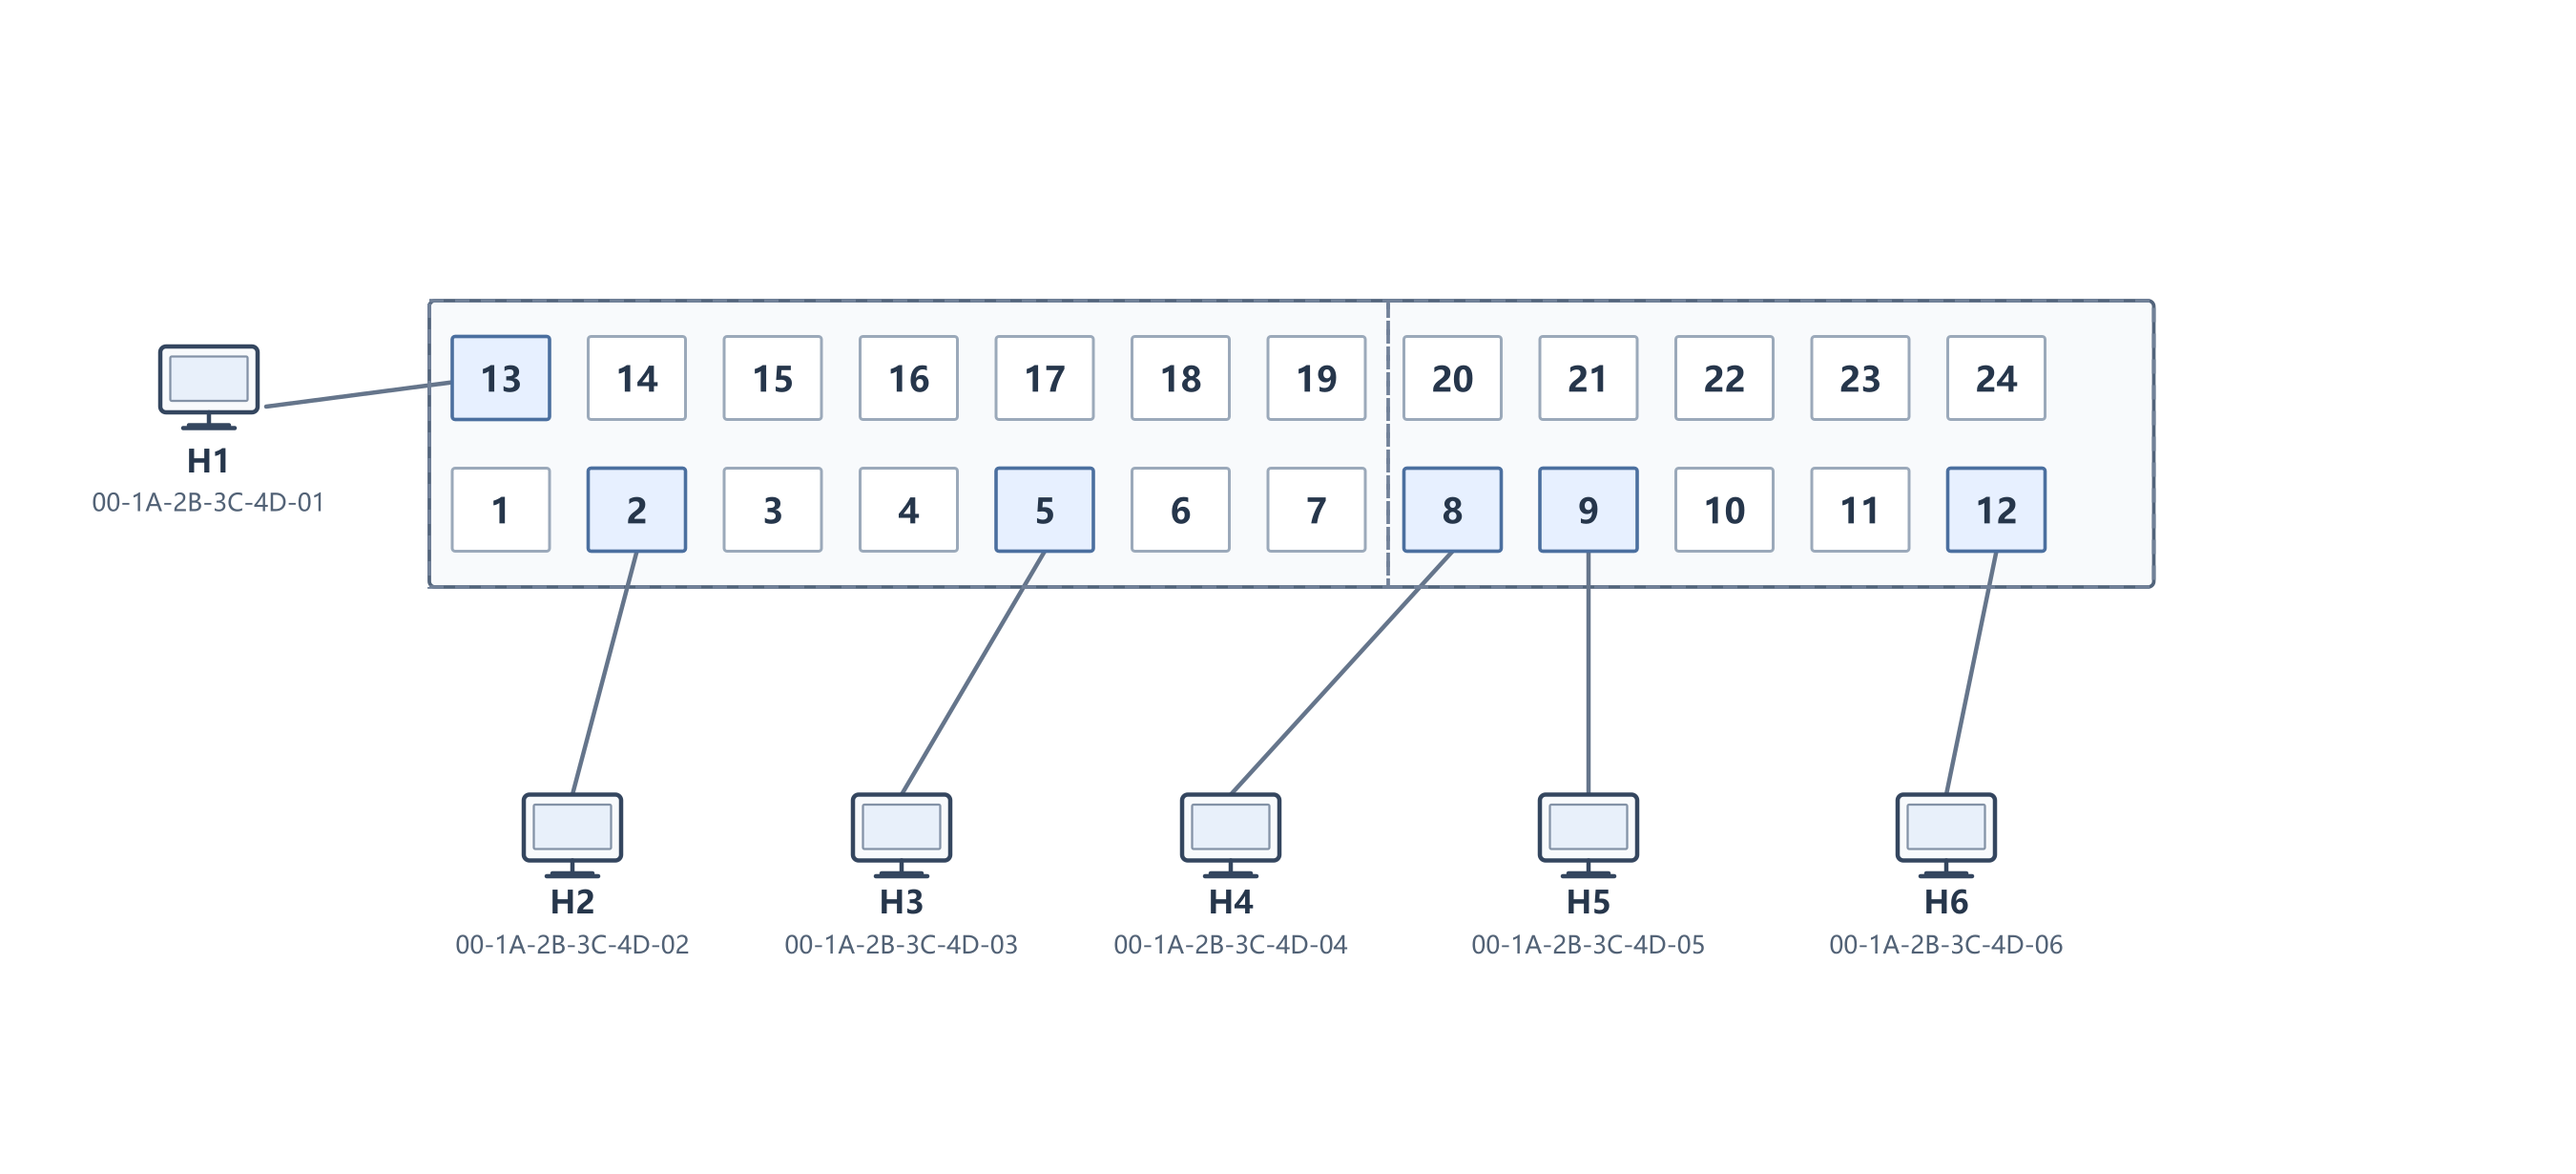 13 14 15 16 17 18 19 20 21 22 23 24
H1
00-1A-2B-3C-4D-01
1 2 3 4 5 6 7 8 9 10 11 12
H2
00-1A-2B-3C-4D-02
H3
00-1A-2B-3C-4D-03
H4
00-1A-2B-3C-4D-04
H5
00-1A-2B-3C-4D-05
H6
00-1A-2B-3C-4D-06